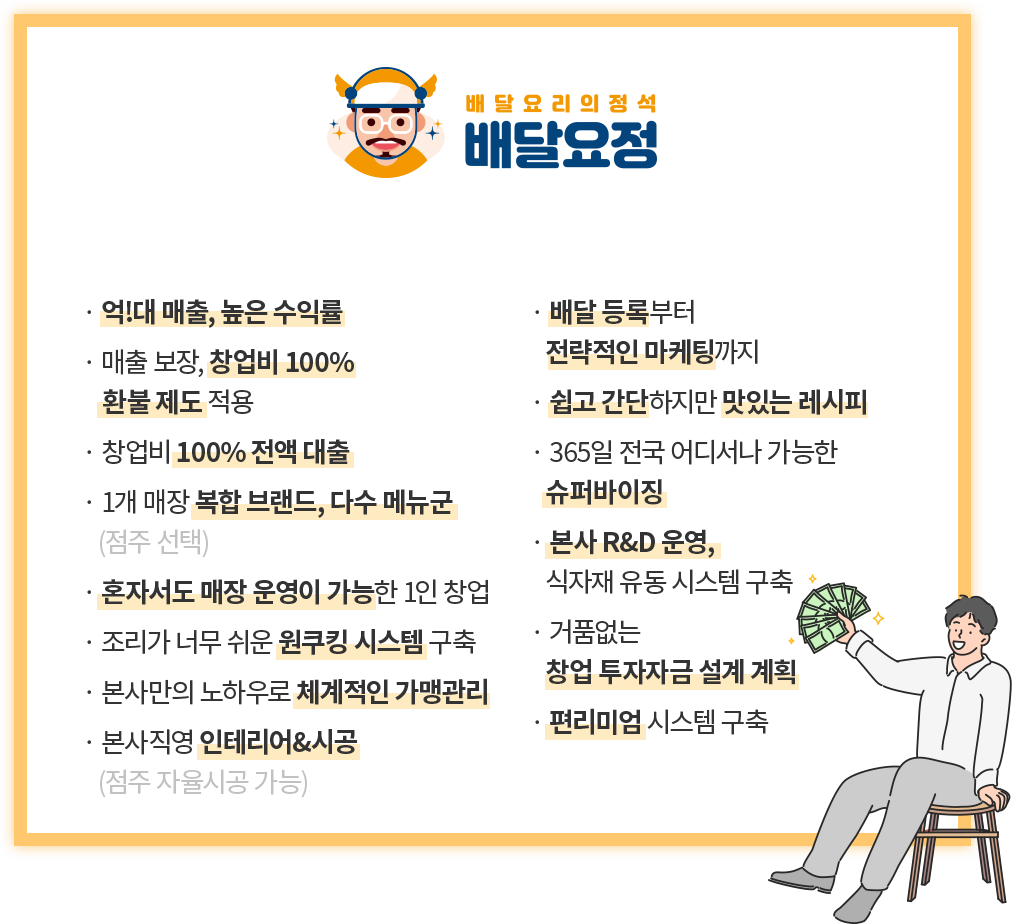 배달요리의정석
배달요정
· 억!대 매출, 높은 수익률
· 매출 보장, 창업비 100%
환불 제도 적용
· 창업비 100% 전액 대출
· 1개 매장 복합 브랜드, 다수 메뉴군
(점주 선택)
· 혼자서도 매장 운영이 가능한 1인 창업
· 조리가 너무 쉬운 원쿠킹 시스템 구축
· 본사만의 노하우로 체계적인 가맹관리
· 본사직영 인테리어&시공
(점주 자율시공 가능)
· 배달 등록부터
전략적인 마케팅까지
· 쉽고 간단하지만 맛있는 레시피
· 365일 전국 어디서나 가능한
슈퍼바이징
· 본사 R&D 운영,
식자재 유동 시스템 구축
· 거품없는
창업 투자자금 설계 계획
· 편리미엄 시스템 구축